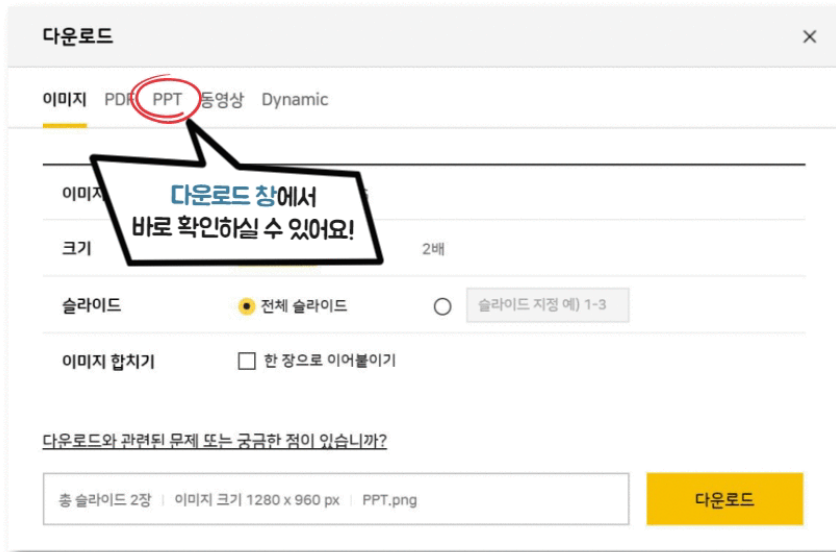 다운로드
이미지 PDF PPT 동영상 Dynamic
다운로드 창에서
바로 확인하실 수 있어요!
크기 2배
슬라이드 전체 슬라이드 슬라이드 지정 예) 1-3
이미지 합치기 한 장으로 이어붙이기
다운로드와 관련된 문제 또는 궁금한 점이 있습니까?
총 슬라이드 2장 | 이미지 크기 1280 x 960 px | PPT.png 다운로드